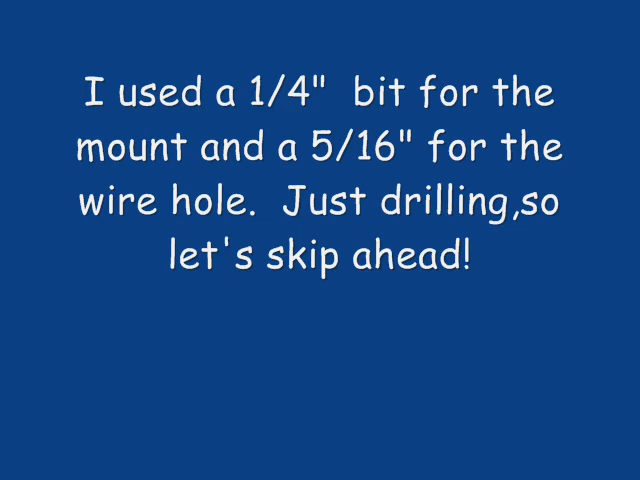 I used a 1/4"  bit for the
mount and a 5/16" for the
wire hole.  Just drilling,so
let's skip ahead!